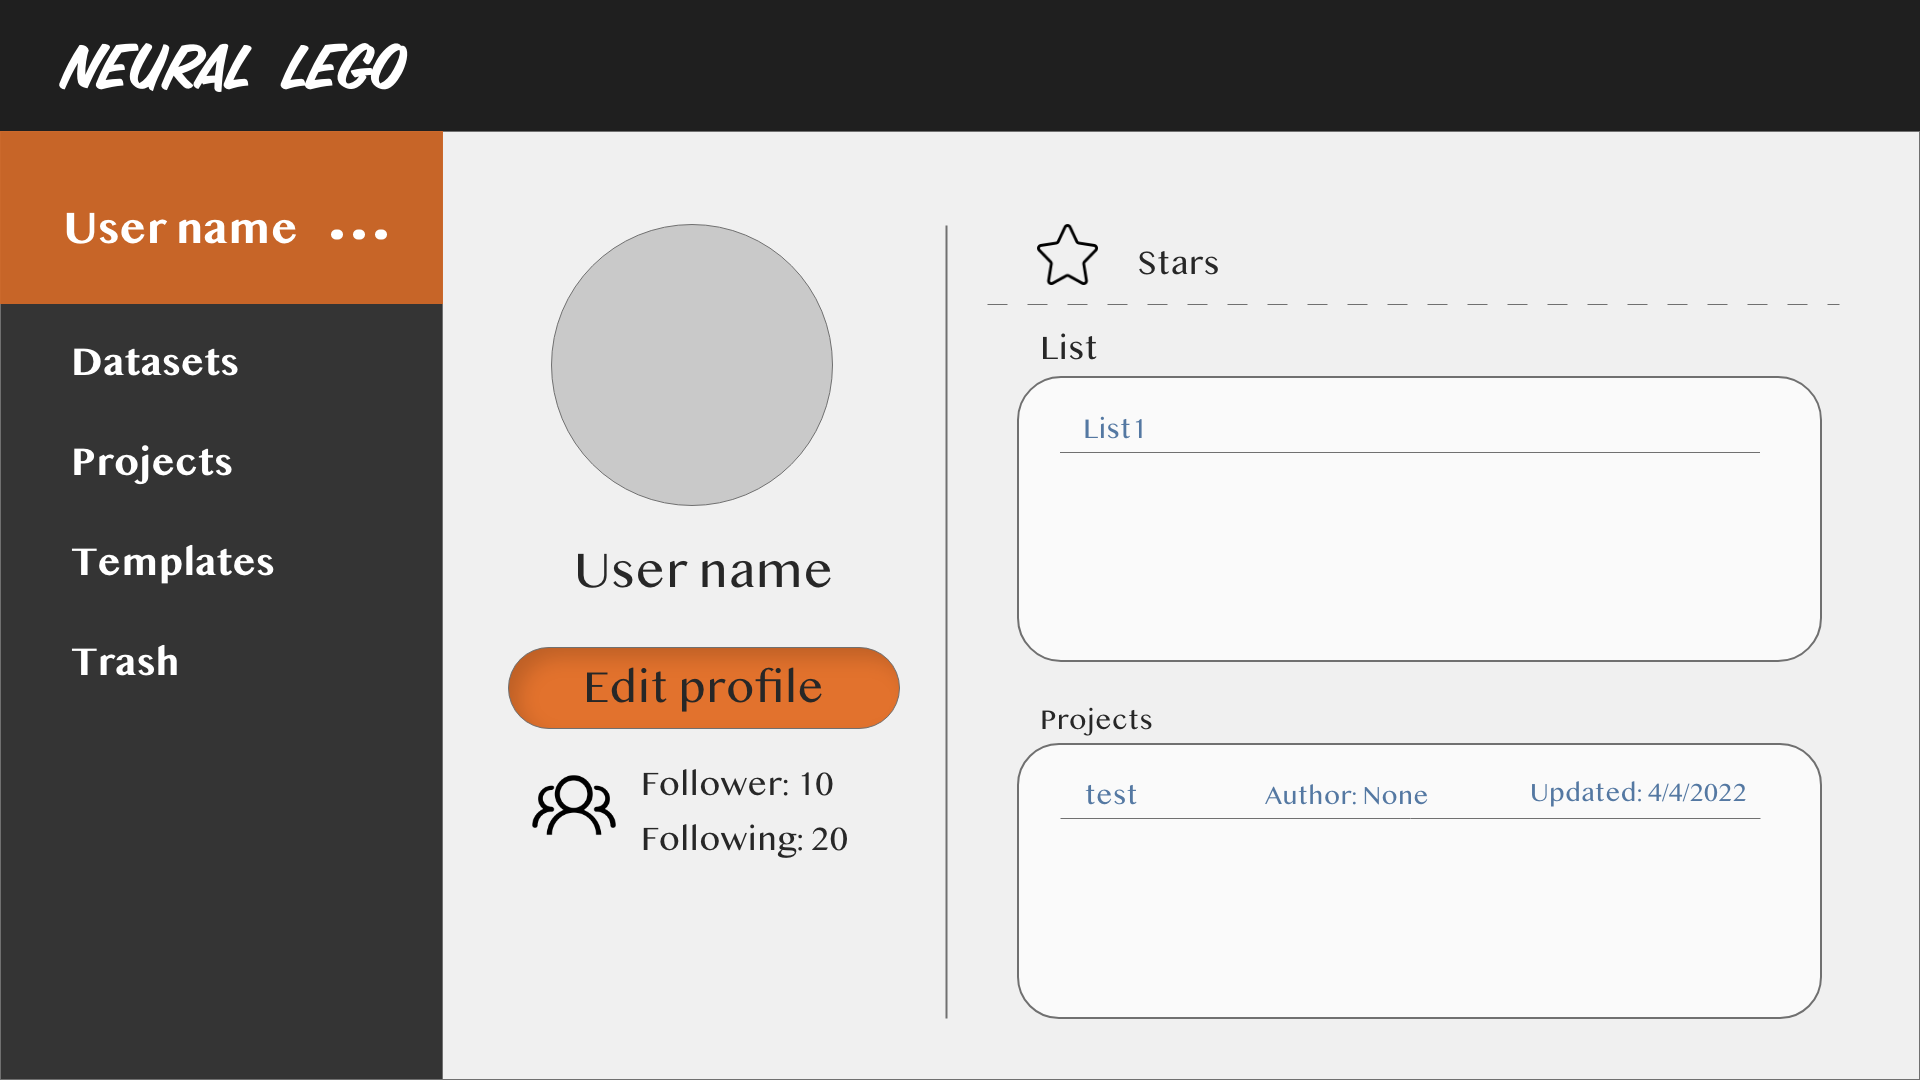 NEURAL LEGO
User name ...
Datasets
Projects
Templates
Trash
User name
Edit profile
Follower: 10
Following: 20
Stars
List
List1
Projects
test Author: None Updated: 4/4/2022